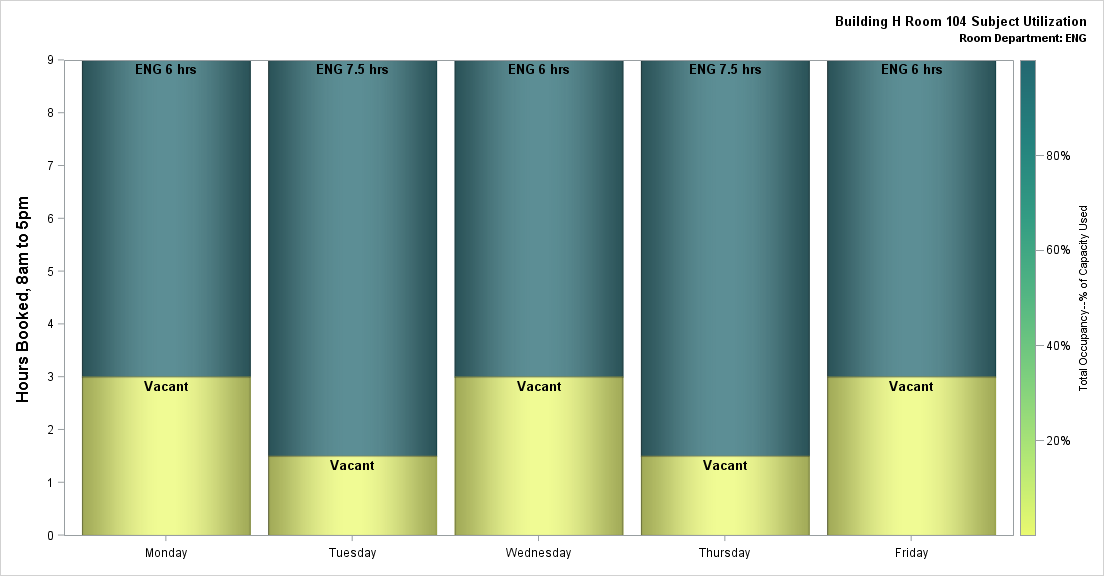 Building H Room 104 Subject Utilization
Room Department: ENG
Hours Booked, 8am to 5pm
9
8
7
6
5
4
3
2
1
0
ENG 6 hrs
ENG 7.5 hrs
ENG 6 hrs
ENG 7.5 hrs
ENG 6 hrs
Vacant
Vacant
Vacant
Vacant
Vacant
Monday
Tuesday
Wednesday
Thursday
Friday
80%
60%
40%
20%
Total Occupancy--% of Capacity Used